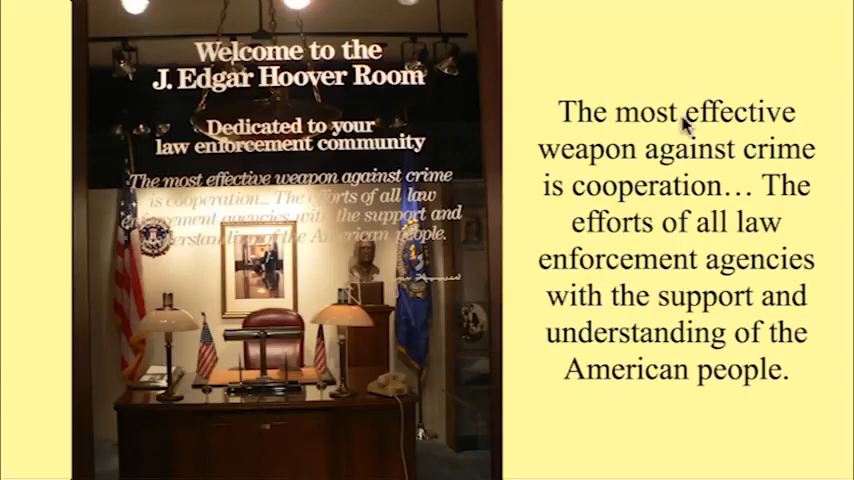 Welcome to the
J. Edgar Hoover Room
Dedicated to your
law enforcement community
The most effective weapon against crime
is cooperation... The efforts of all law
enforcement agencies with the support and
understanding of the American people.
The most effective
weapon against crime
is cooperation… The
efforts of all law
enforcement agencies
with the support and
understanding of the
American people.